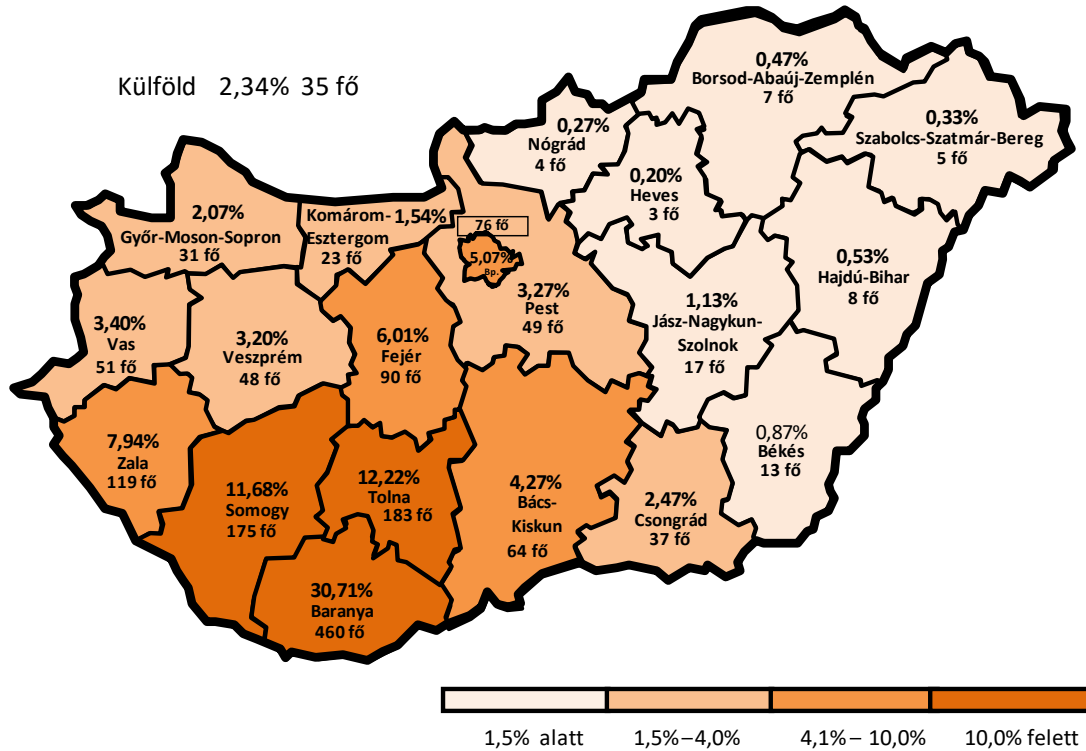 Külföld 2,34% 35 fő
0,47%
Borsod-Abaúj-Zemplén
7 fő
0,33%
Szabolcs-Szatmár-Bereg
5 fő
0,27%
Nógrád
4 fő
0,20%
Heves
3 fő
2,07%
Győr-Moson-Sopron
31 fő
Komárom- 1,54%
Esztergom
23 fő
76 fő
5,07%
Bp.
3,27%
Pest
49 fő
0,53%
Hajdú-Bihar
8 fő
1,13%
Jász-Nagykun-
Szolnok
17 fő
3,40%
Vas
51 fő
3,20%
Veszprém
48 fő
6,01%
Fejér
90 fő
0,87%
Békés
13 fő
7,94%
Zala
119 fő
11,68%
Somogy
175 fő
12,22%
Tolna
183 fő
4,27%
Bács-
Kiskun
64 fő
2,47%
Csongrád
37 fő
30,71%
Baranya
460 fő
1,5% alatt 1,5%–4,0% 4,1% – 10,0% 10,0% felett